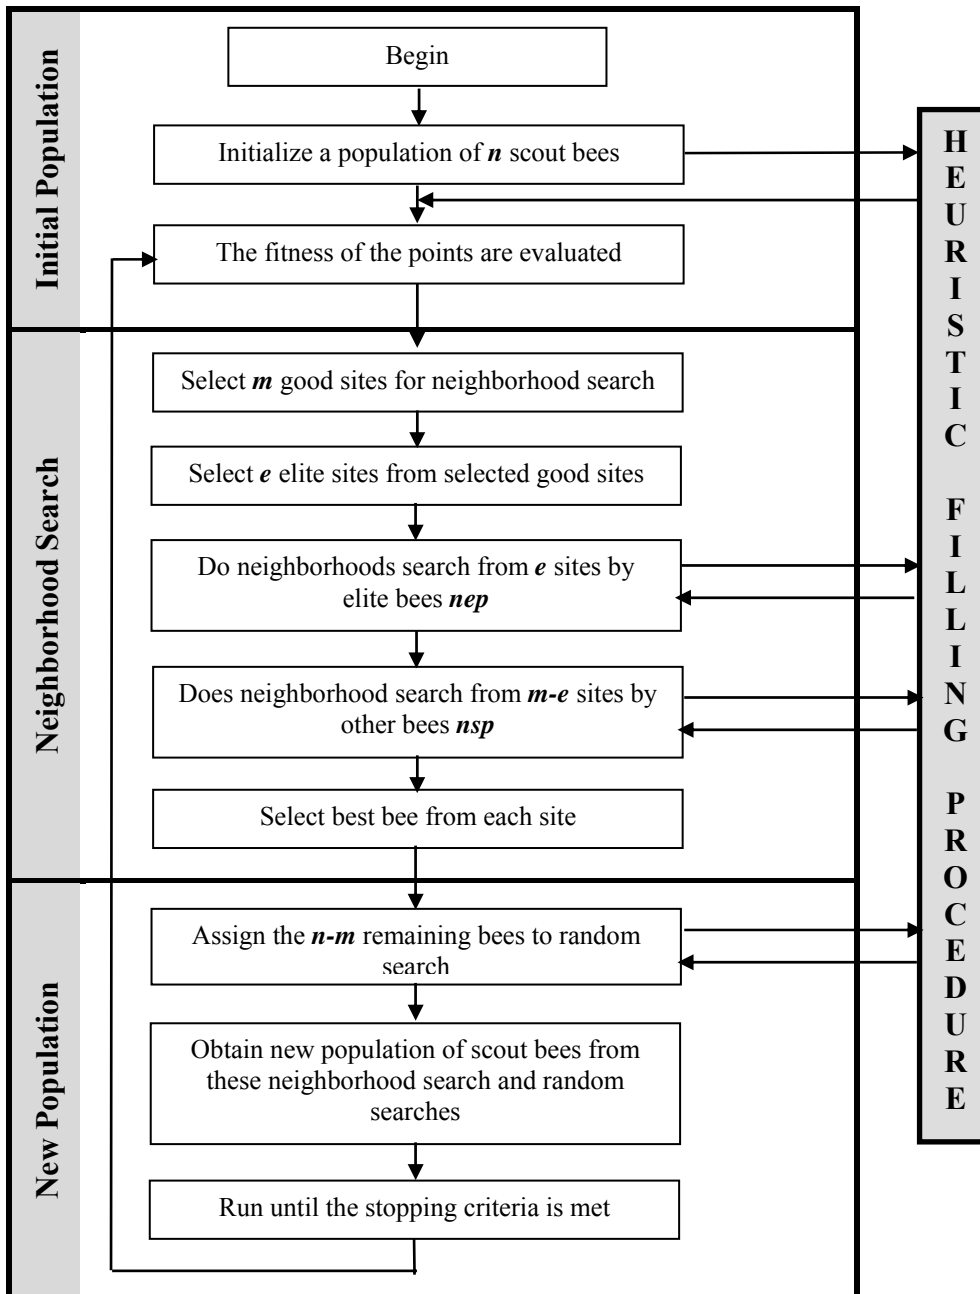 Initial Population
Begin
Initialize a population of n scout bees
The fitness of the points are evaluated
Neighborhood Search
Select m good sites for neighborhood search
Select e elite sites from selected good sites
Do neighborhoods search from e sites by
elite bees nep
Does neighborhood search from m-e sites by
other bees nsp
Select best bee from each site
New Population
Assign the n-m remaining bees to random
search
Obtain new population of scout bees from
these neighborhood search and random
searches
Run until the stopping criteria is met
HEURISTIC FILLING PROCEDURE